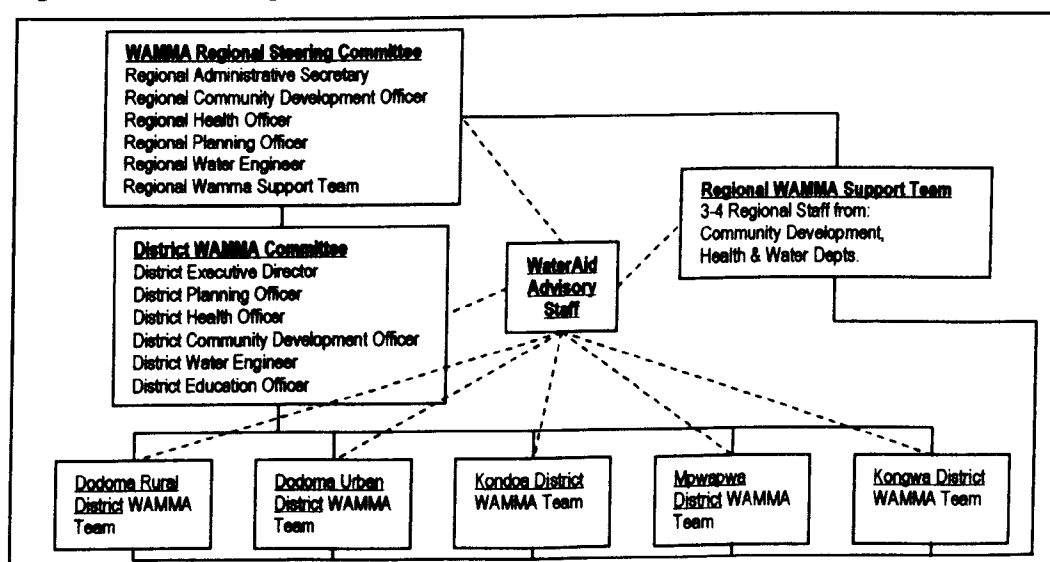 WAMMA Regional Steering Committee
Regional Administrative Secretary
Regional Community Development Officer
Regional Health Officer
Regional Planning Officer
Regional Water Engineer
Regional Wamma Support Team
Regional WAMMA Support Team
3-4 Regional Staff from:
Community Development,
Health & Water Depts.
District WAMMA Committee
District Executive Director
District Planning Officer
District Health Officer
District Community Development Officer
District Water Engineer
District Education Officer
WaterAid
Advisory
Staff
Dodoma Rural
District WAMMA
Team
Dodoma Urban
District WAMMA
Team
Kondoa District
WAMMA Team
Mpwapwa
District WAMMA
Team
Kongwa District
WAMMA Team